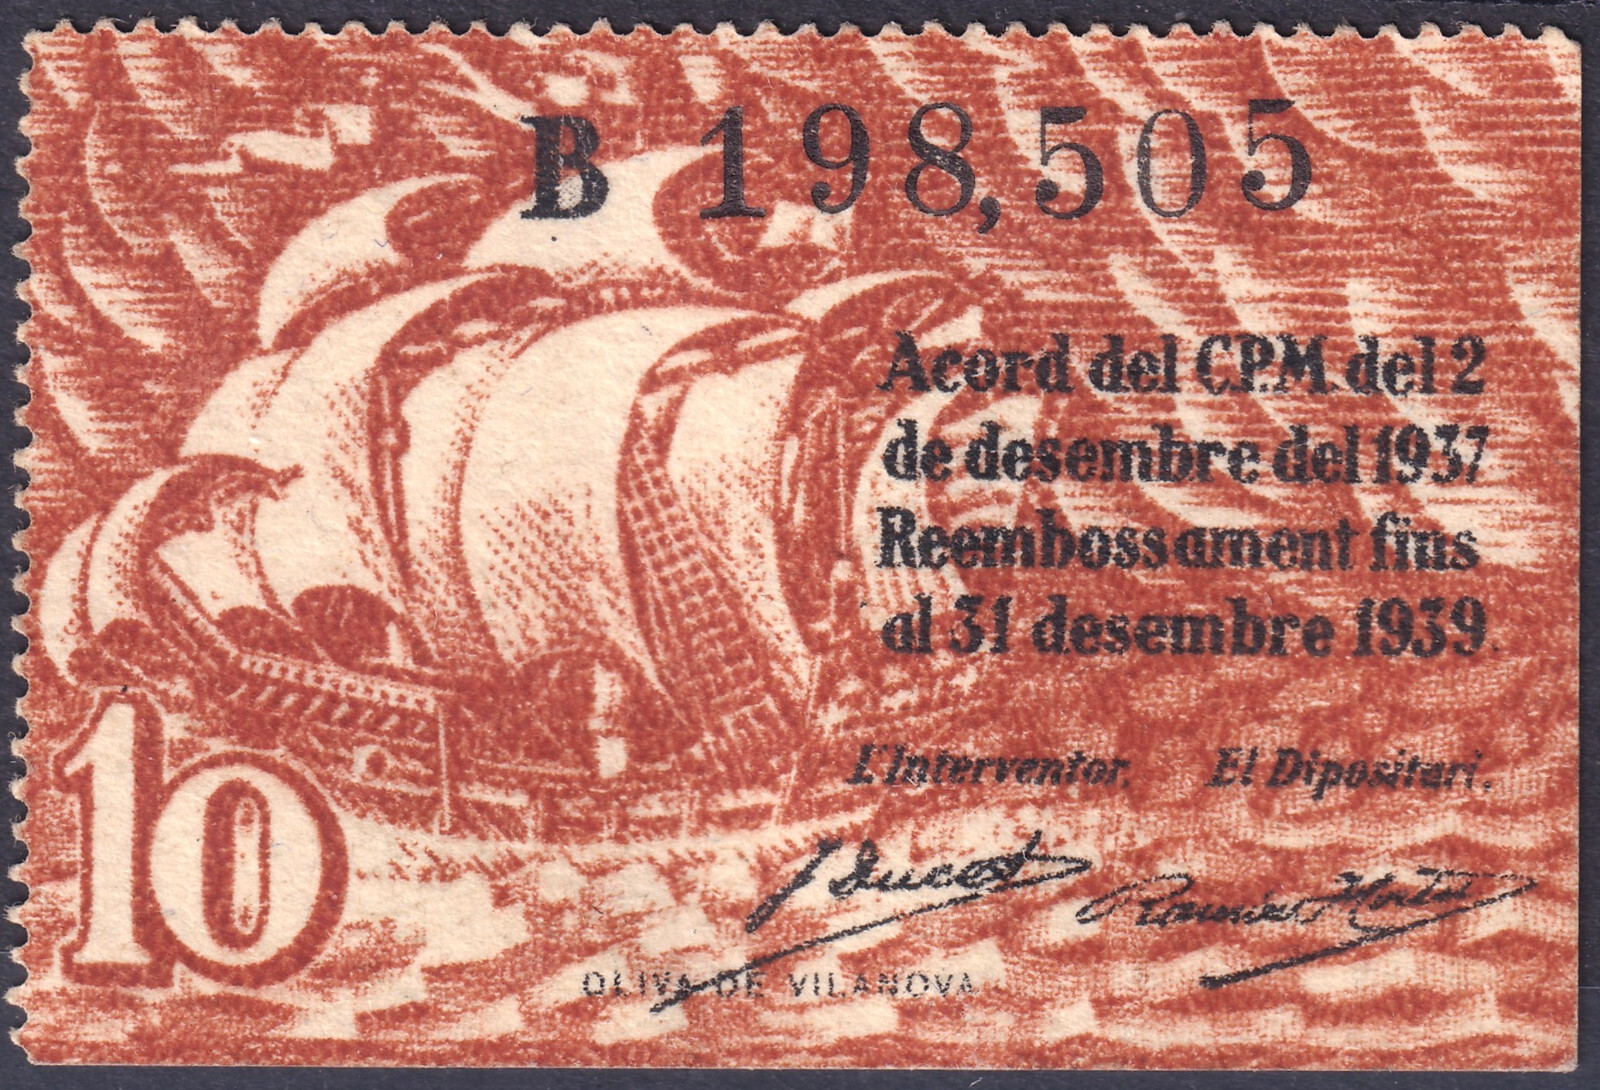 B 198,505
Acord del C.P.M. del 2
de desembre del 1937
Reembossament fins
al 31 desembre 1939.
L'Interventor, El Dipositari,
10
OLIVA DE VILANOVA